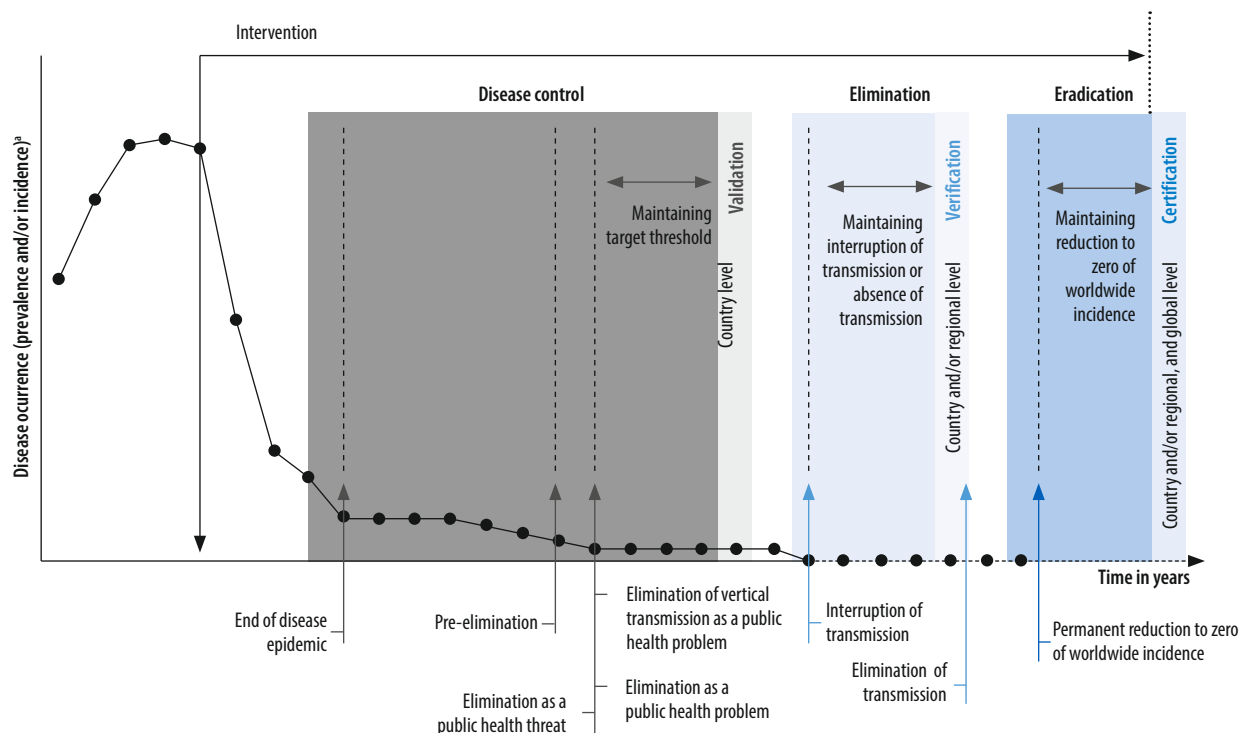 Intervention
Disease control
Elimination
Eradication
Disease ocurrence (prevalence and/or incidence)ª
Maintaining
target threshold
Validation
Country level
Maintaining
interruption of
transmission or
absence of
transmission
Verification
Country and/or regional level
Maintaining
reduction to
zero of
worldwide
incidence
Certification
Country and/or regional, and global level
Time in years
End of disease
epidemic
Pre-elimination
Elimination of vertical
transmission as a public
health problem
Elimination as a
public health threat
Elimination as a
public health problem
Interruption of
transmission
Elimination of
transmission
Permanent reduction to zero
of worldwide incidence